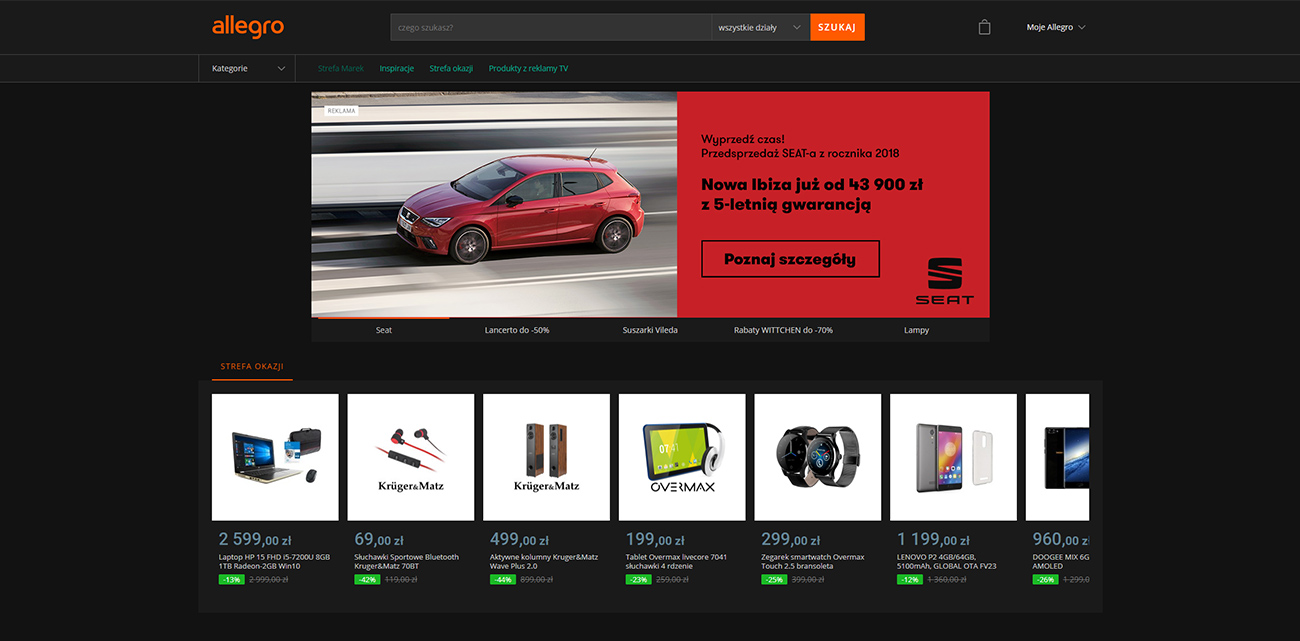 allegro
czego szukasz?
wszystkie działy
SZUKAJ
Moje Allegro
Kategorie
Strefa Marek
Inspiracje
Strefa okazji
Produkty z reklamy TV
REKLAMA
Wyprzedź czas!
Przedsprzedaż SEAT-a z rocznika 2018
Nowa Ibiza już od 43 900 zł
z 5-letnią gwarancją
Poznaj szczegóły
SEAT
Seat
Lancerto do -50%
Suszarki Vileda
Rabaty WITTCHEN do -70%
Lampy
STREFA OKAZJI
2 599,00 zł
Laptop HP 15 FHD i5-7200U 8GB
1TB Radeon-2GB Win10
-13% 2 999,00 zł
Krüger&Matz
69,00 zł
Słuchawki Sportowe Bluetooth
Kruger&Matz 70BT
-42% 119,00 zł
Krüger&Matz
499,00 zł
Aktywne kolumny Kruger&Matz
Wave Plus 2.0
-44% 899,00 zł
OVERMAX
199,00 zł
Tablet Overmax livecore 7041
słuchawki 4 rdzenie
-23% 259,00 zł
299,00 zł
Zegarek smartwatch Overmax
Touch 2.5 bransoleta
-25% 399,00 zł
1 199,00 zł
LENOVO P2 4GB/64GB,
5100mAh, GLOBAL OTA FV23
-12% 1 360,00 zł
960,00 zł
DOOGEE MIX 6G
AMOLED
-26% 1 299,0